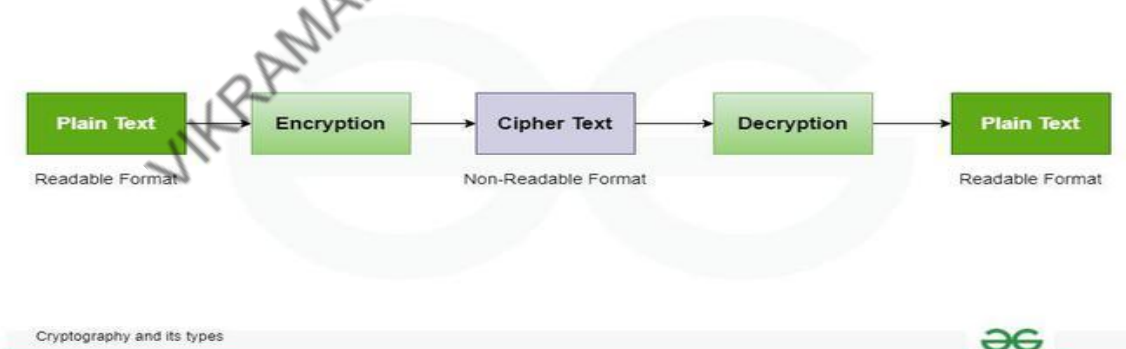 VIKRAMA
Plain Text
Encryption
Cipher Text
Decryption
Plain Text
Readable Format
Non-Readable Format
Readable Format
Cryptography and its types